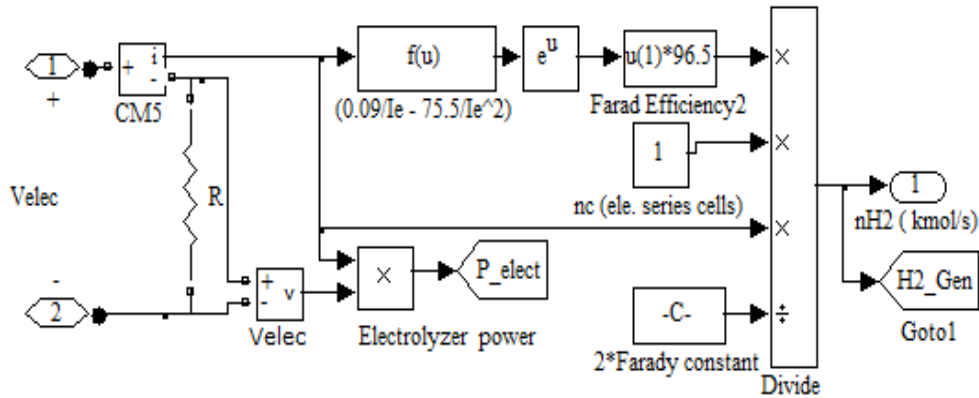 1
+
+
i
-
CM5
f(u)
(0.09/Ie - 75.5/Ie^2)
e^u
u(1)*96.5
Farad Efficiency2
×
1
nc (ele. series cells)
×
×
-C-
2*Farady constant
÷
Divide
1
nH2 ( kmol/s)
H2_Gen
Goto1
Velec
R
-
2
+
-
v
Velec
×
Electrolyzer power
P_elect